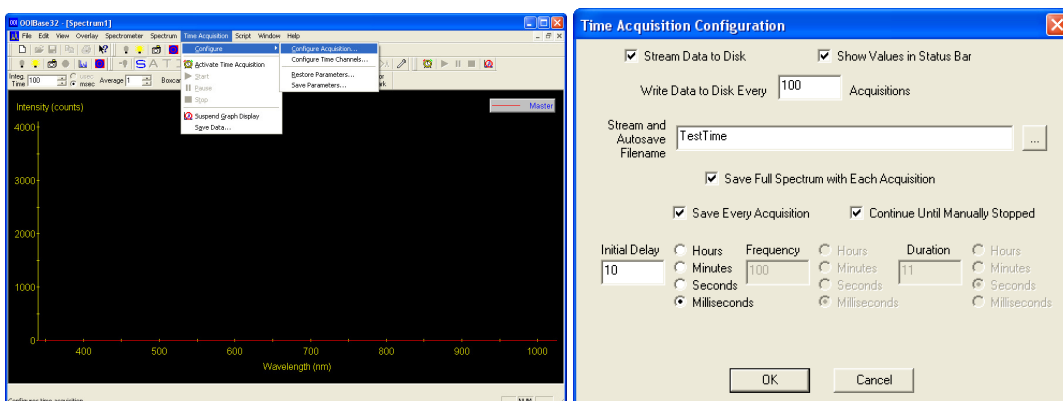 OOIBase32 - [Spectrum1]
File Edit View Overlay Spectrometer Spectrum Time Acquisition Script Window Help
Configure
Configure Acquisition...
Configure Time Channels...
Restore Parameters...
Save Parameters...
Activate Time Acquisition
Start
Pause
Stop
Suspend Graph Display
Save Data...
S A T
Integ. Time 100 usec msec Average 1 Boxcar
Intensity (counts)
Master
4000
3000
2000
1000
0
400 500 600 700 800 900 1000
Wavelength (nm)
Configures time acquisition
NUM
Time Acquisition Configuration
Stream Data to Disk Show Values in Status Bar
Write Data to Disk Every 100 Acquisitions
Stream and
Autosave
Filename
TestTime ...
Save Full Spectrum with Each Acquisition
Save Every Acquisition Continue Until Manually Stopped
Initial Delay Hours Frequency Hours Duration Hours
10 Minutes 100 Minutes 11 Minutes
Seconds Seconds Seconds
Milliseconds Milliseconds Milliseconds
OK Cancel